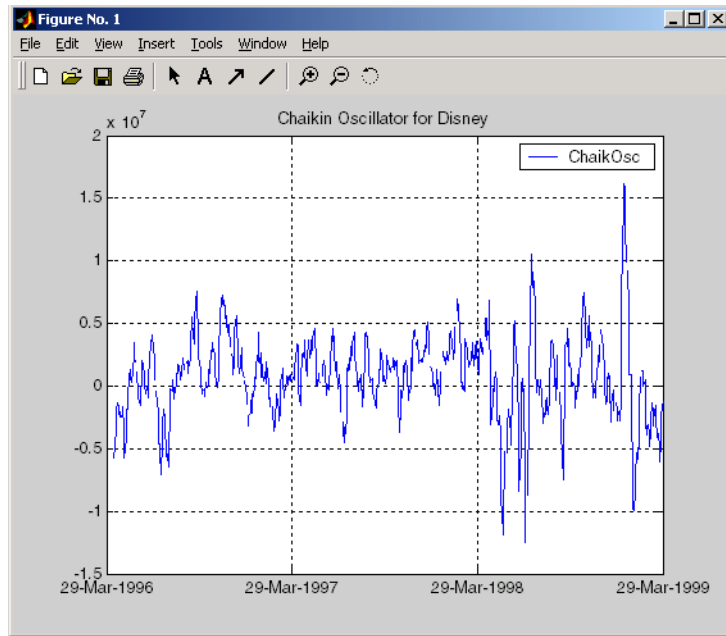 Figure No. 1
File Edit View Insert Tools Window Help
A
x 10^7
Chaikin Oscillator for Disney
ChaikOsc
2
1.5
1
0.5
0
-0.5
-1
-1.5
29-Mar-1996 29-Mar-1997 29-Mar-1998 29-Mar-1999